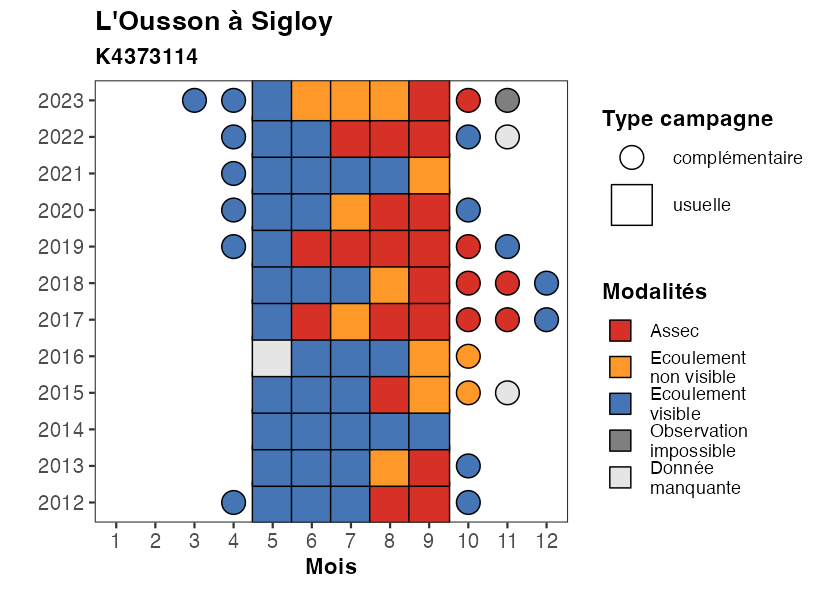 L'Ousson à Sigloy
K4373114
2023
2022
2021
2020
2019
2018
2017
2016
2015
2014
2013
2012
1 2 3 4 5 6 7 8 9 10 11 12
Mois
Type campagne
complémentaire
usuelle
Modalités
Assec
Ecoulement
non visible
Ecoulement
visible
Observation
impossible
Donnée
manquante